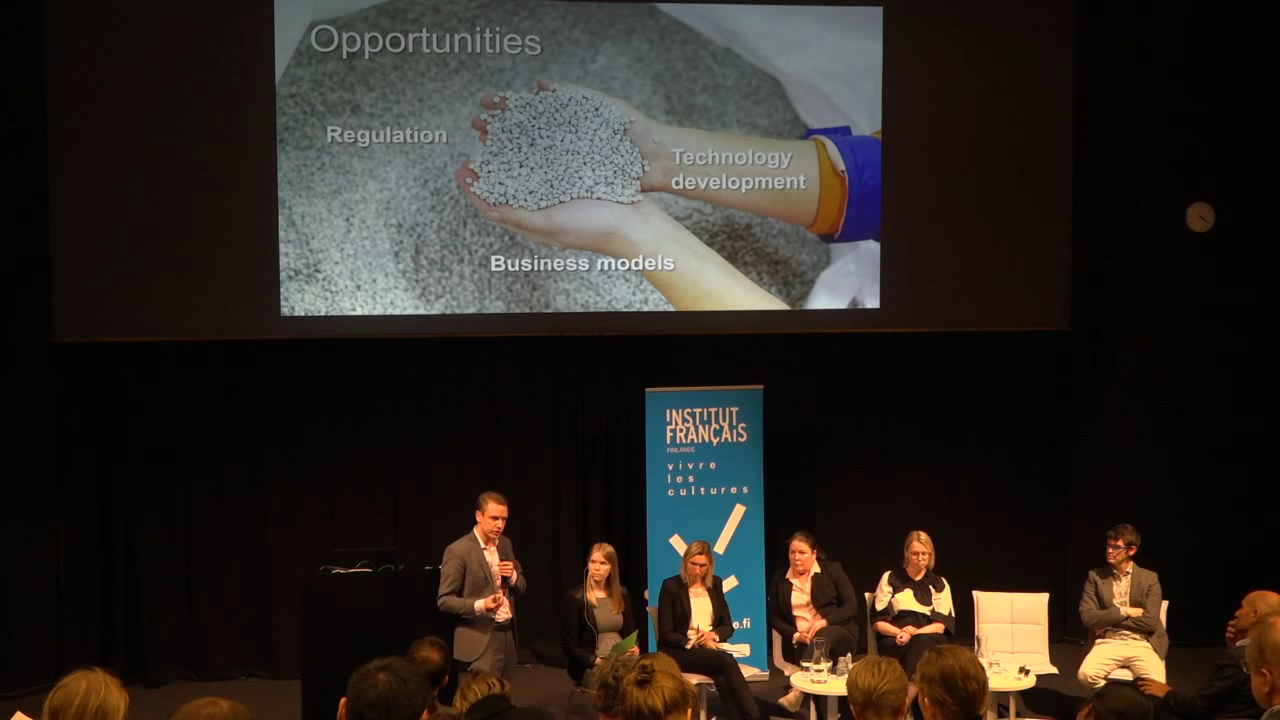 Opportunities
Regulation
Technology
development
Business models
INSTITUT
FRANÇAIS
FINLANDE
vivre
les
cultures
e.fi